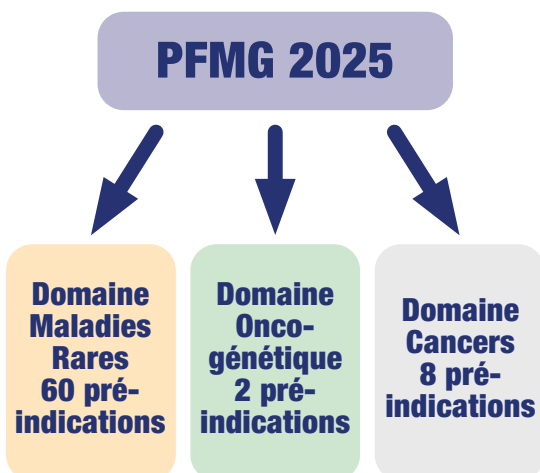 PFMG 2025
Domaine
Maladies
Rares
60 pré-
indications
Domaine
Onco-
génétique
2 pré-
indications
Domaine
Cancers
8 pré-
indications